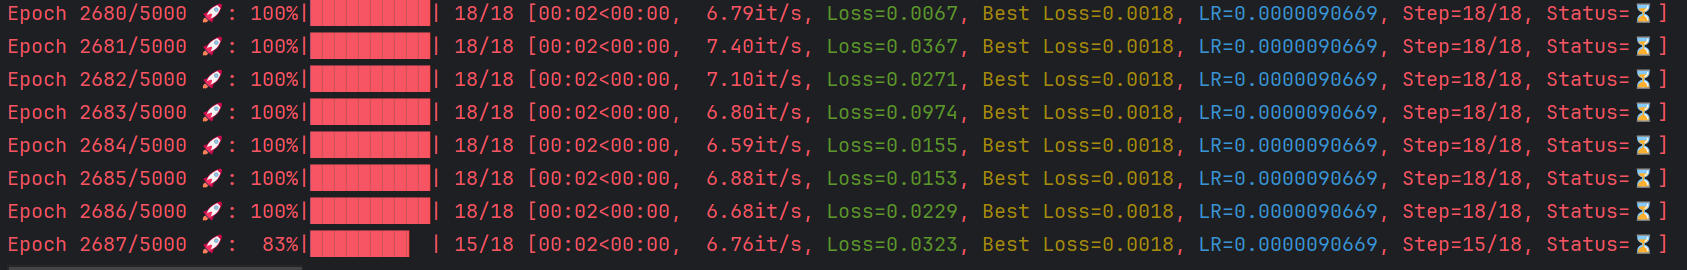 Epoch 2680/5000 🚀: 100%|██████████| 18/18 [00:02<00:00,  6.79it/s, Loss=0.0067, Best Loss=0.0018, LR=0.0000090669, Step=18/18, Status=⏳]
Epoch 2681/5000 🚀: 100%|██████████| 18/18 [00:02<00:00,  7.40it/s, Loss=0.0367, Best Loss=0.0018, LR=0.0000090669, Step=18/18, Status=⏳]
Epoch 2682/5000 🚀: 100%|██████████| 18/18 [00:02<00:00,  7.10it/s, Loss=0.0271, Best Loss=0.0018, LR=0.0000090669, Step=18/18, Status=⏳]
Epoch 2683/5000 🚀: 100%|██████████| 18/18 [00:02<00:00,  6.80it/s, Loss=0.0974, Best Loss=0.0018, LR=0.0000090669, Step=18/18, Status=⏳]
Epoch 2684/5000 🚀: 100%|██████████| 18/18 [00:02<00:00,  6.59it/s, Loss=0.0155, Best Loss=0.0018, LR=0.0000090669, Step=18/18, Status=⏳]
Epoch 2685/5000 🚀: 100%|██████████| 18/18 [00:02<00:00,  6.88it/s, Loss=0.0153, Best Loss=0.0018, LR=0.0000090669, Step=18/18, Status=⏳]
Epoch 2686/5000 🚀: 100%|██████████| 18/18 [00:02<00:00,  6.68it/s, Loss=0.0229, Best Loss=0.0018, LR=0.0000090669, Step=18/18, Status=⏳]
Epoch 2687/5000 🚀:  83%|████████▎ | 15/18 [00:02<00:00,  6.76it/s, Loss=0.0323, Best Loss=0.0018, LR=0.0000090669, Step=15/18, Status=⏳]